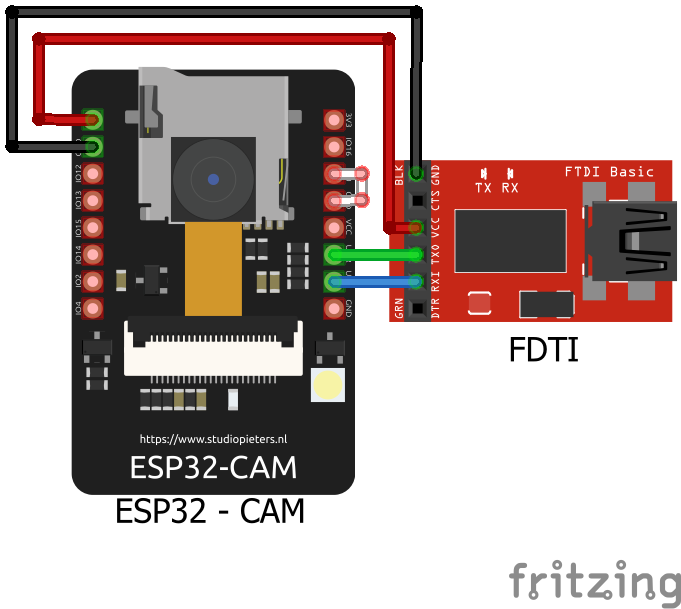 3V3
IO12
IO16
IO13
IO15
VCC
IO14
IO2
IO4
GND
BLK
GND
CTS
VCC
TXO
RXI
DTR
GRN
FTDI Basic
TX RX
FDTI
https://www.studiopieters.nl
ESP32-CAM
ESP32 - CAM
fritzing